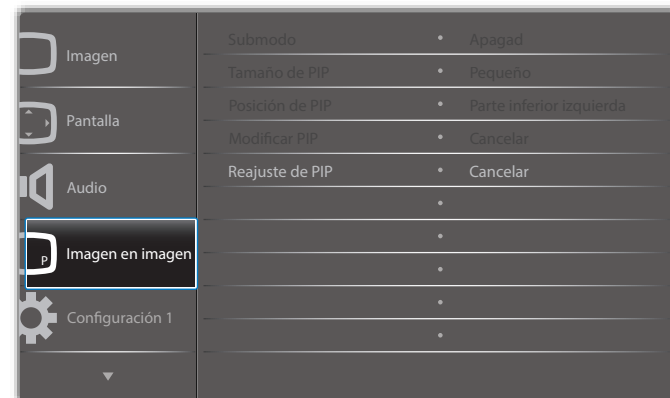 Imagen
Pantalla
Audio
P
Imagen en imagen
Configuración 1
Submodo • Apagad
Tamaño de PIP • Pequeño
Posición de PIP • Parte inferior izquierda
Modificar PIP • Cancelar
Reajuste de PIP • Cancelar
•
•
•
•
•